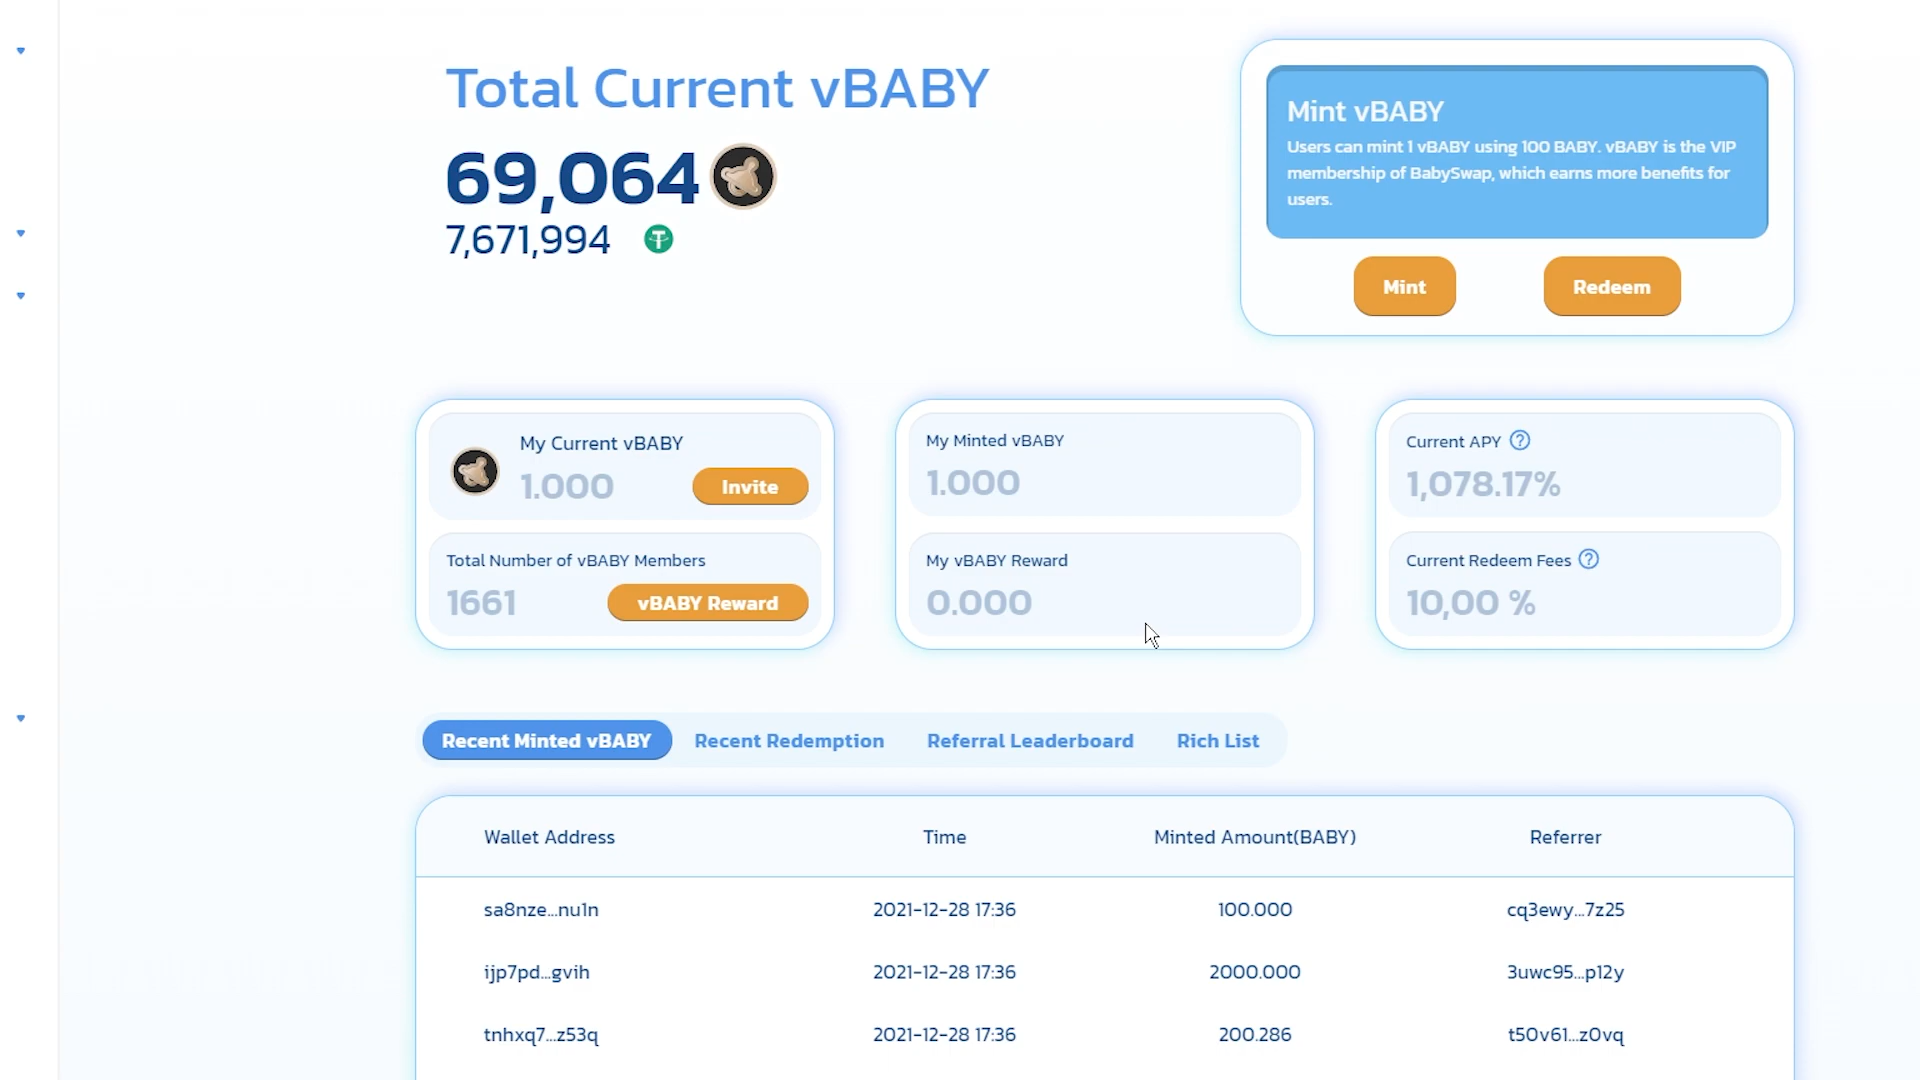 Total Current vBABY
69,064
7,671,994
Mint vBABY
Users can mint 1 vBABY using 100 BABY. vBABY is the VIP
membership of BabySwap, which earns more benefits for
users.
Mint
Redeem
My Current vBABY
1.000
Invite
Total Number of vBABY Members
1661
vBABY Reward
My Minted vBABY
1.000
My vBABY Reward
0.000
Current APY ?
1,078.17%
Current Redeem Fees ?
10,00 %
Recent Minted vBABY Recent Redemption Referral Leaderboard Rich List
Wallet Address Time Minted Amount(BABY) Referrer
sa8nze...nu1n 2021-12-28 17:36 100.000 cq3ewy...7z25
ijp7pd...gvih 2021-12-28 17:36 2000.000 3uwc95...p12y
tnhxq7...z53q 2021-12-28 17:36 200.286 t50v61...z0vq